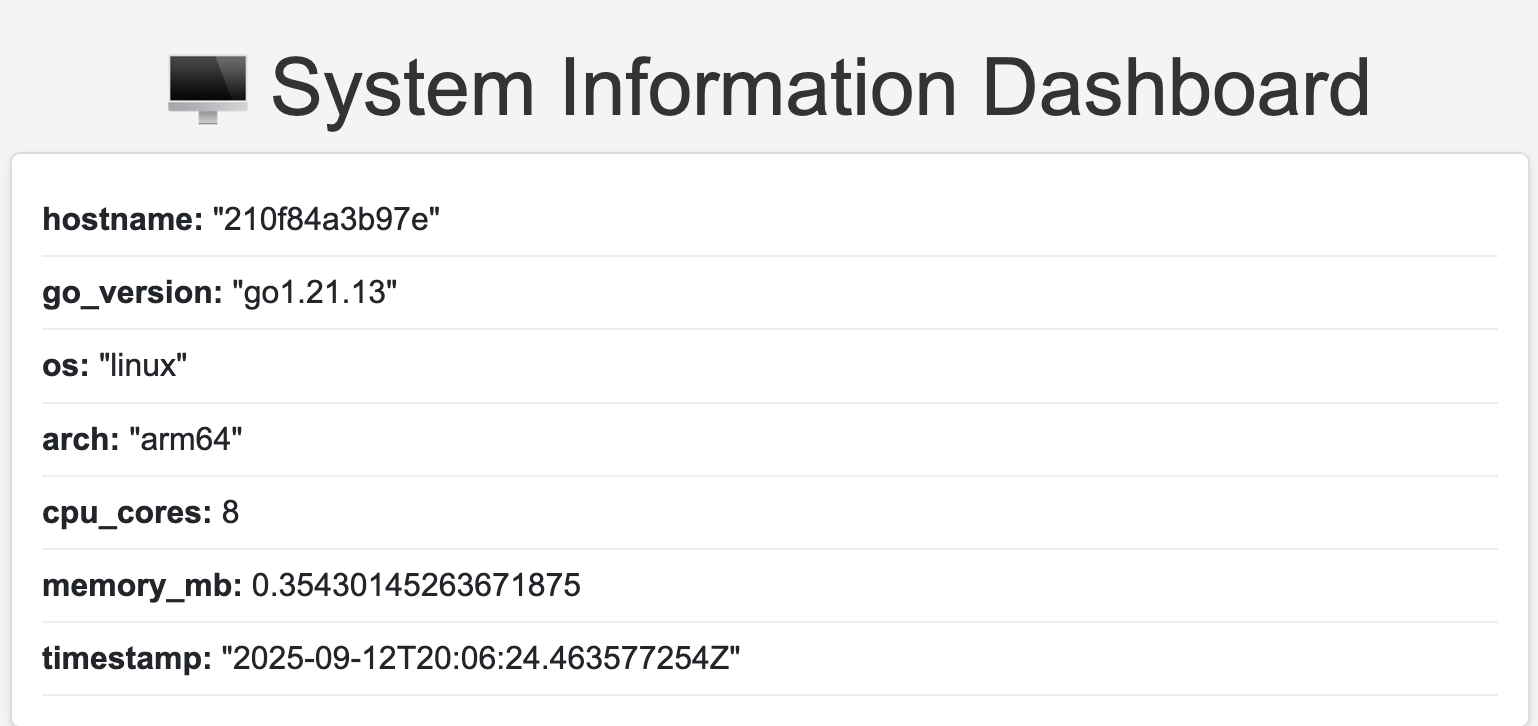 System Information Dashboard
hostname: "210f84a3b97e"
go_version: "go1.21.13"
os: "linux"
arch: "arm64"
cpu_cores: 8
memory_mb: 0.35430145263671875
timestamp: "2025-09-12T20:06:24.463577254Z"